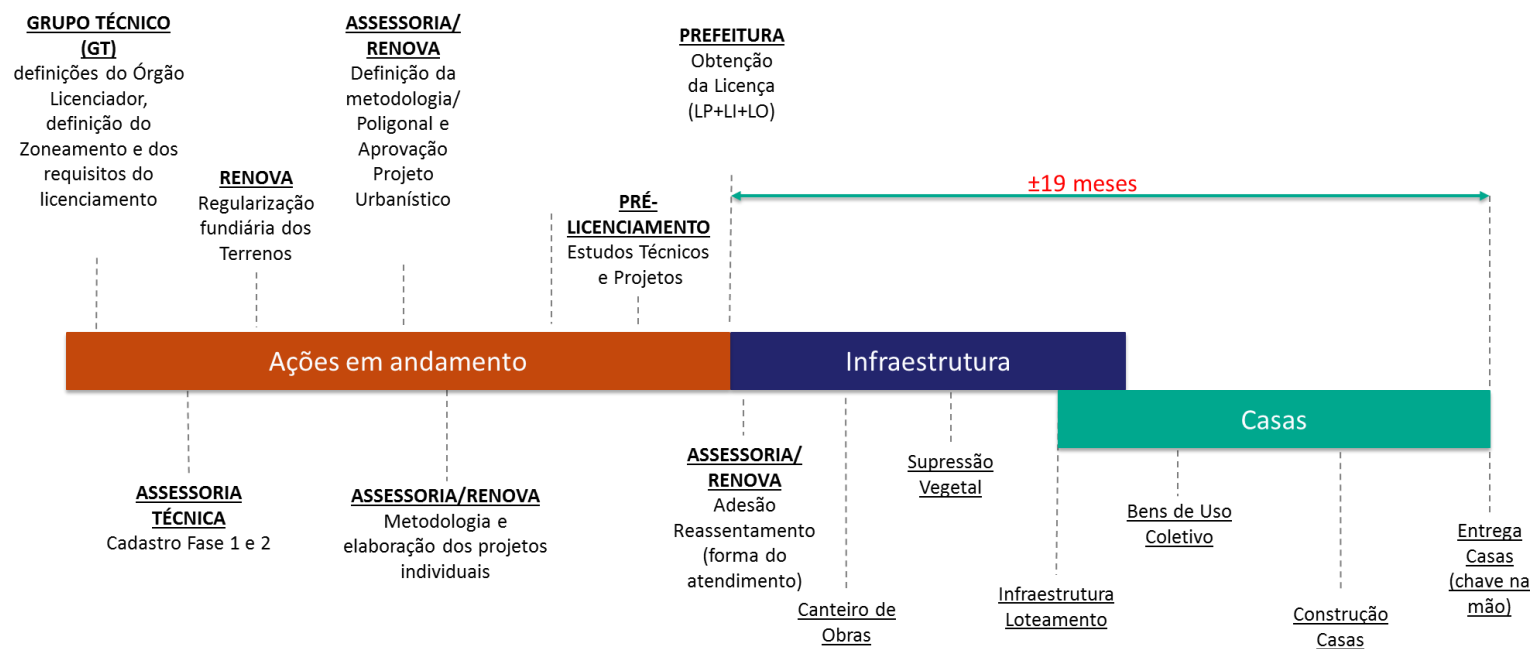 GRUPO TÉCNICO
(GT)
definições do Órgão
Licenciador,
definição do
Zoneamento e dos
requisitos do
licenciamento
RENOVA
Regularização
fundiária dos
Terrenos
ASSESSORIA/
RENOVA
Definição da
metodologia/
Poligonal e
Aprovação
Projeto
Urbanístico
PRÉ-
LICENCIAMENTO
Estudos Técnicos
e Projetos
PREFEITURA
Obtenção
da Licença
(LP+LI+LO)
±19 meses
Ações em andamento
Infraestrutura
Casas
ASSESSORIA
TÉCNICA
Cadastro Fase 1 e 2
ASSESSORIA/RENOVA
Metodologia e
elaboração dos projetos
individuais
ASSESSORIA/
RENOVA
Adesão
Reassentamento
(forma do
atendimento)
Canteiro de
Obras
Supressão
Vegetal
Infraestrutura
Loteamento
Bens de Uso
Coletivo
Construção
Casas
Entrega
Casas
(chave na
mão)